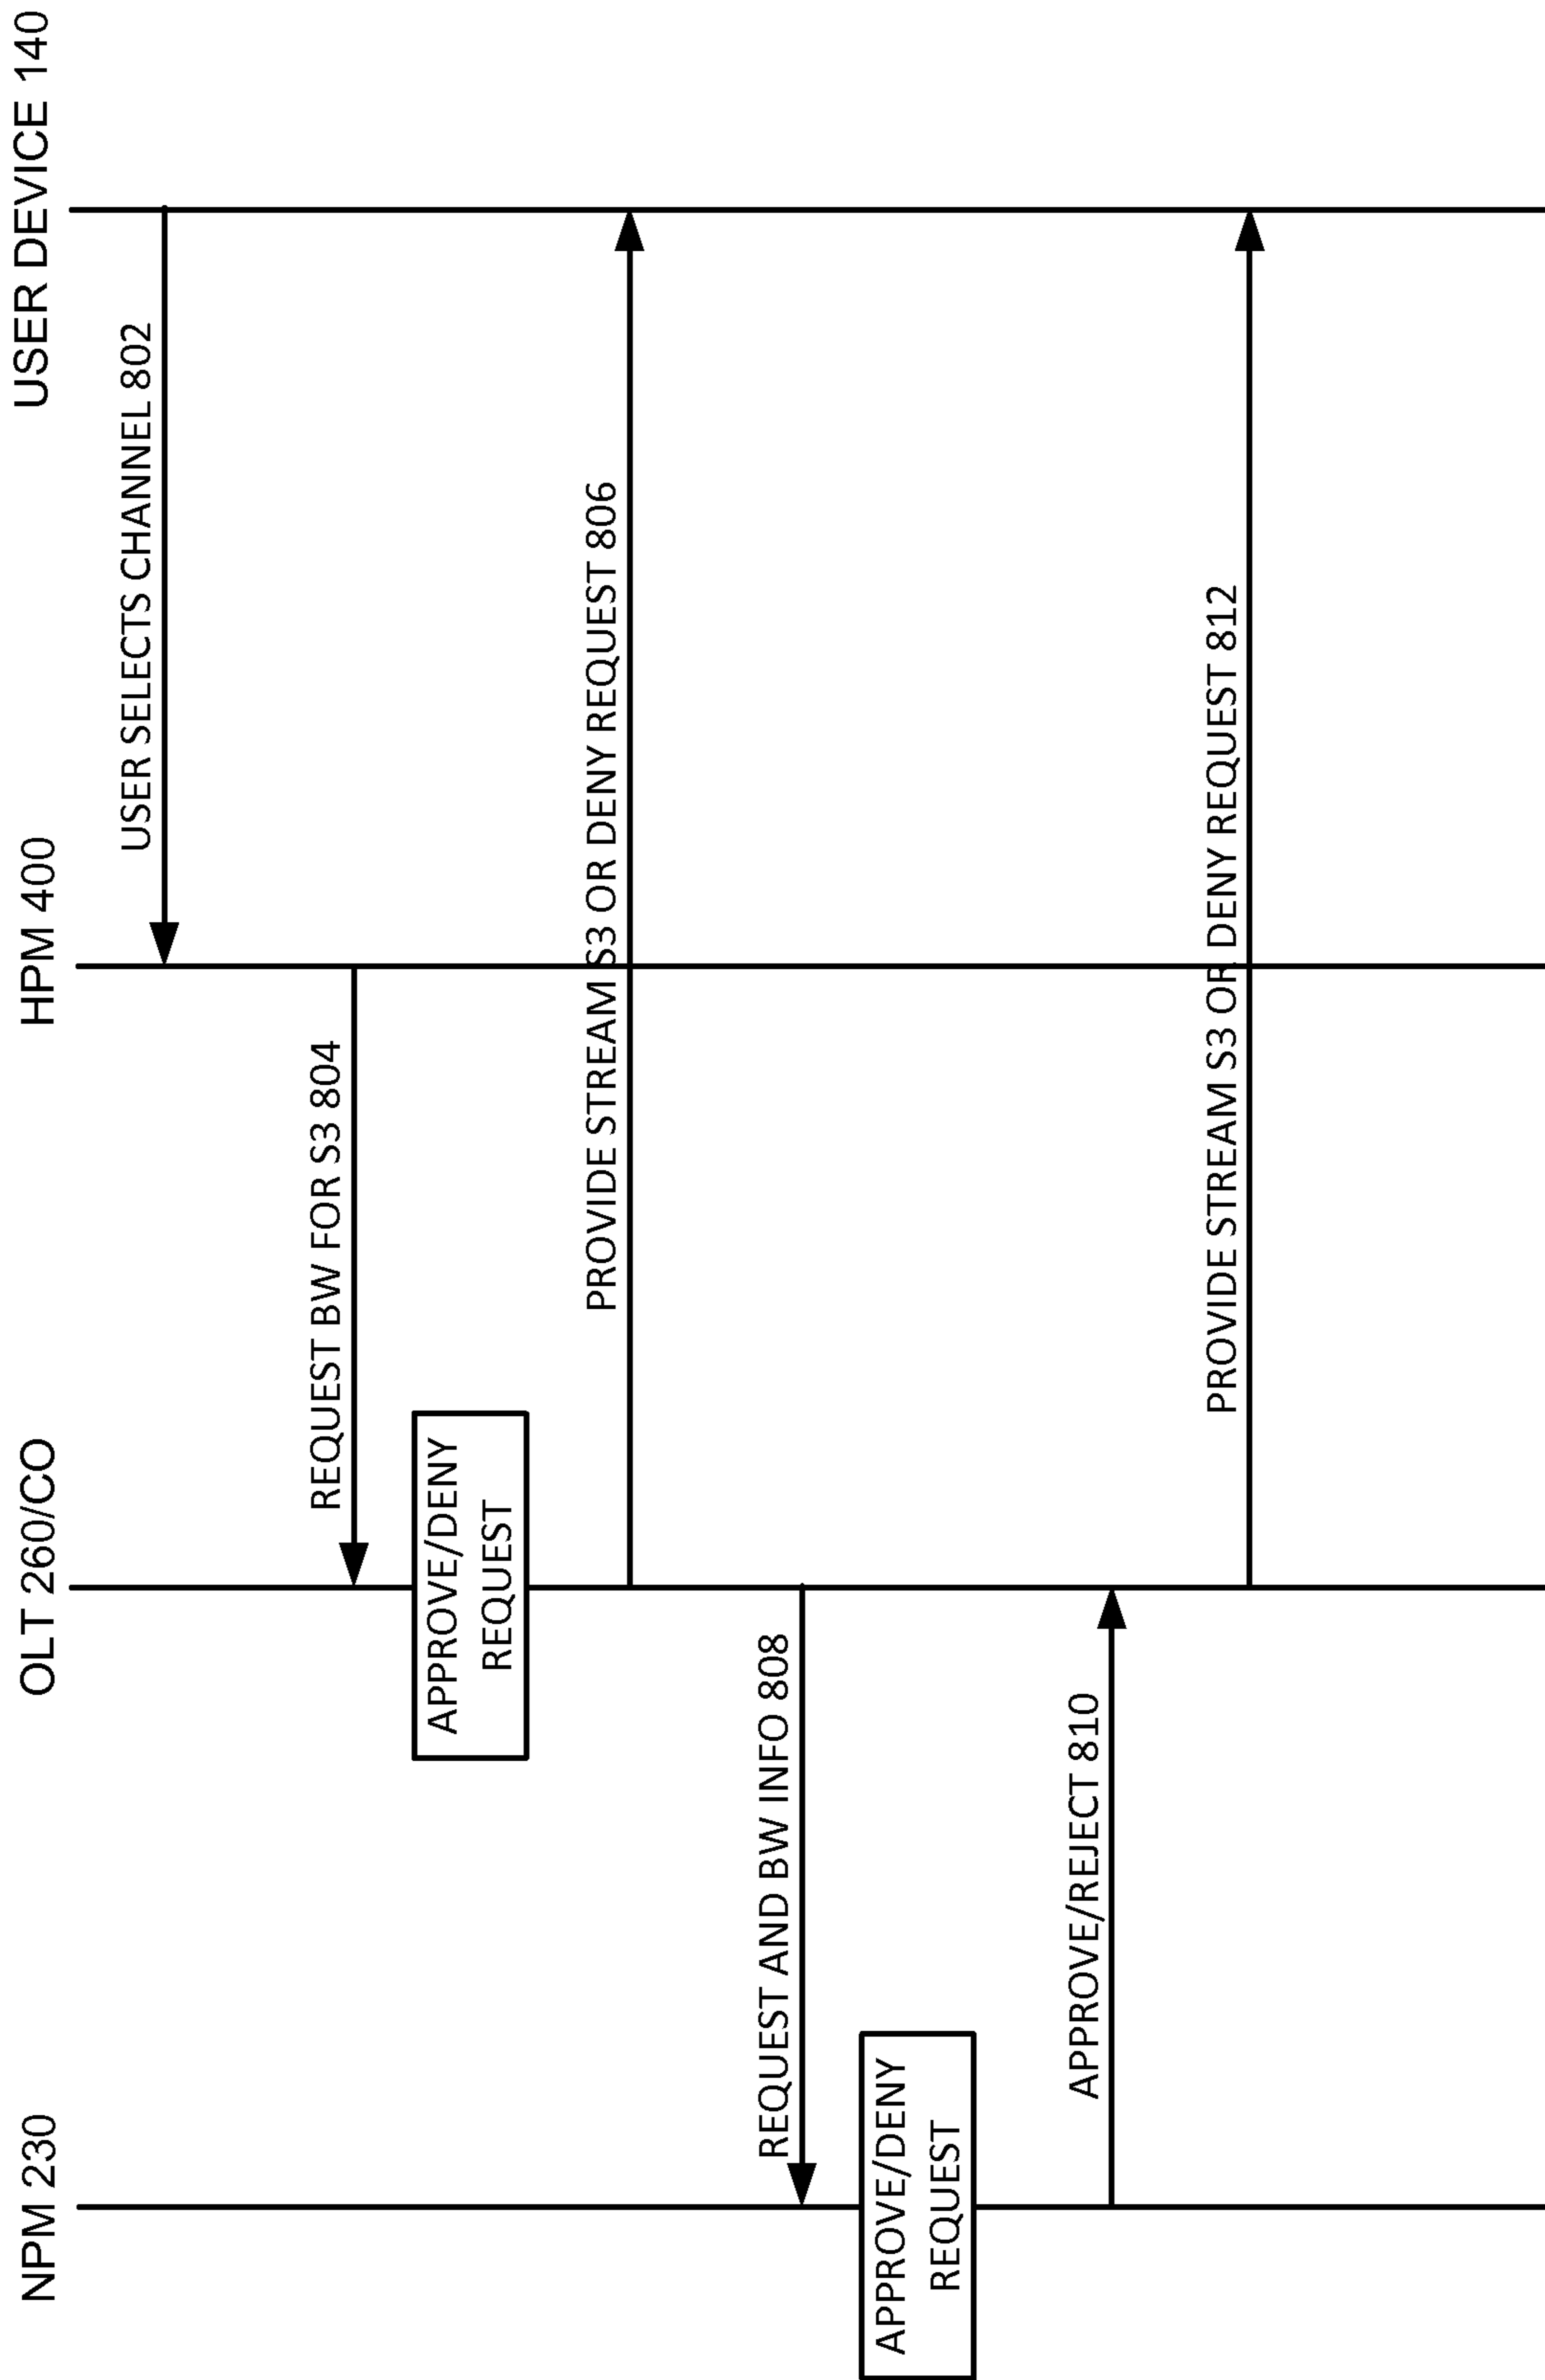 NPM 230
OLT 260/CO
HPM 400
USER DEVICE 140
USER SELECTS CHANNEL 802
REQUEST BW FOR S3 804
APPROVE/DENY
REQUEST
PROVIDE STREAM S3 OR DENY REQUEST 806
REQUEST AND BW INFO 808
APPROVE/DENY
REQUEST
APPROVE/REJECT 810
PROVIDE STREAM S3 OR DENY REQUEST 812